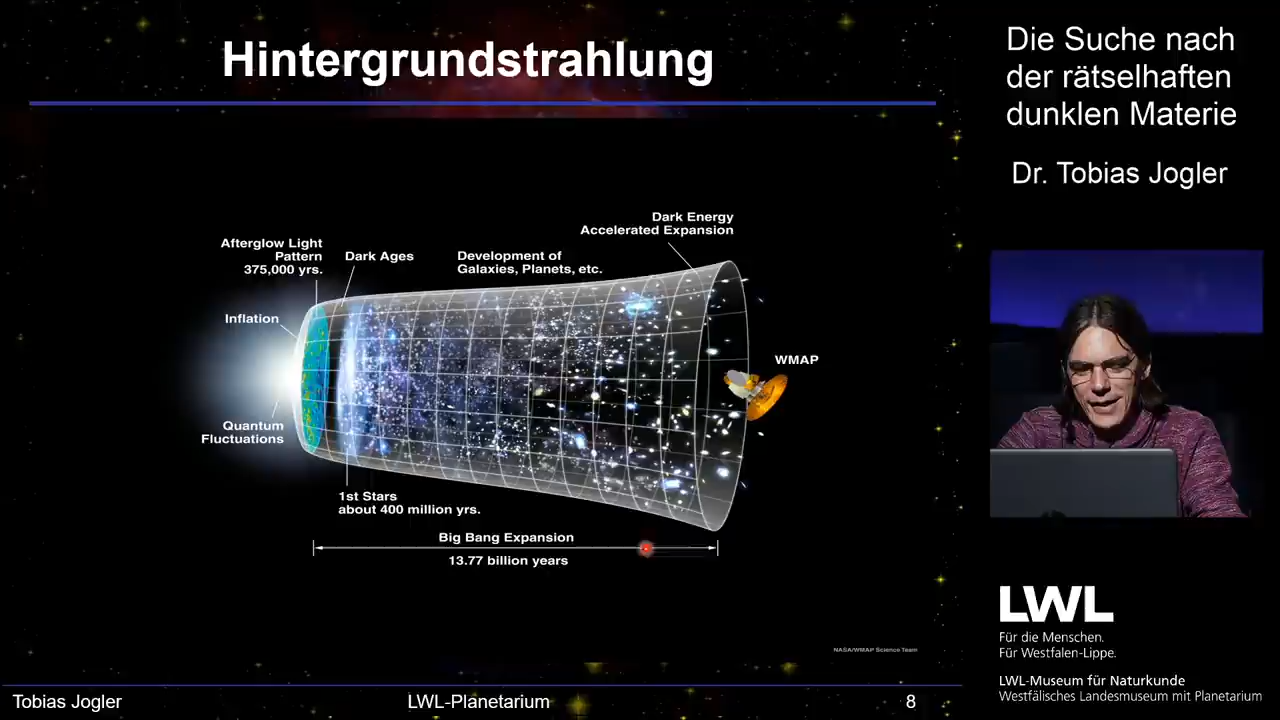 Hintergrundstrahlung
Dark Energy
Accelerated Expansion
Afterglow Light
Pattern
375,000 yrs.
Dark Ages
Development of
Galaxies, Planets, etc.
Inflation
WMAP
Quantum
Fluctuations
1st Stars
about 400 million yrs.
Big Bang Expansion
13.77 billion years
NASA/WMAP Science Team
Tobias Jogler
LWL-Planetarium
8
Die Suche nach
der rätselhaften
dunklen Materie
Dr. Tobias Jogler
LWL
Für die Menschen.
Für Westfalen-Lippe.
LWL-Museum für Naturkunde
Westfälisches Landesmuseum mit Planetarium